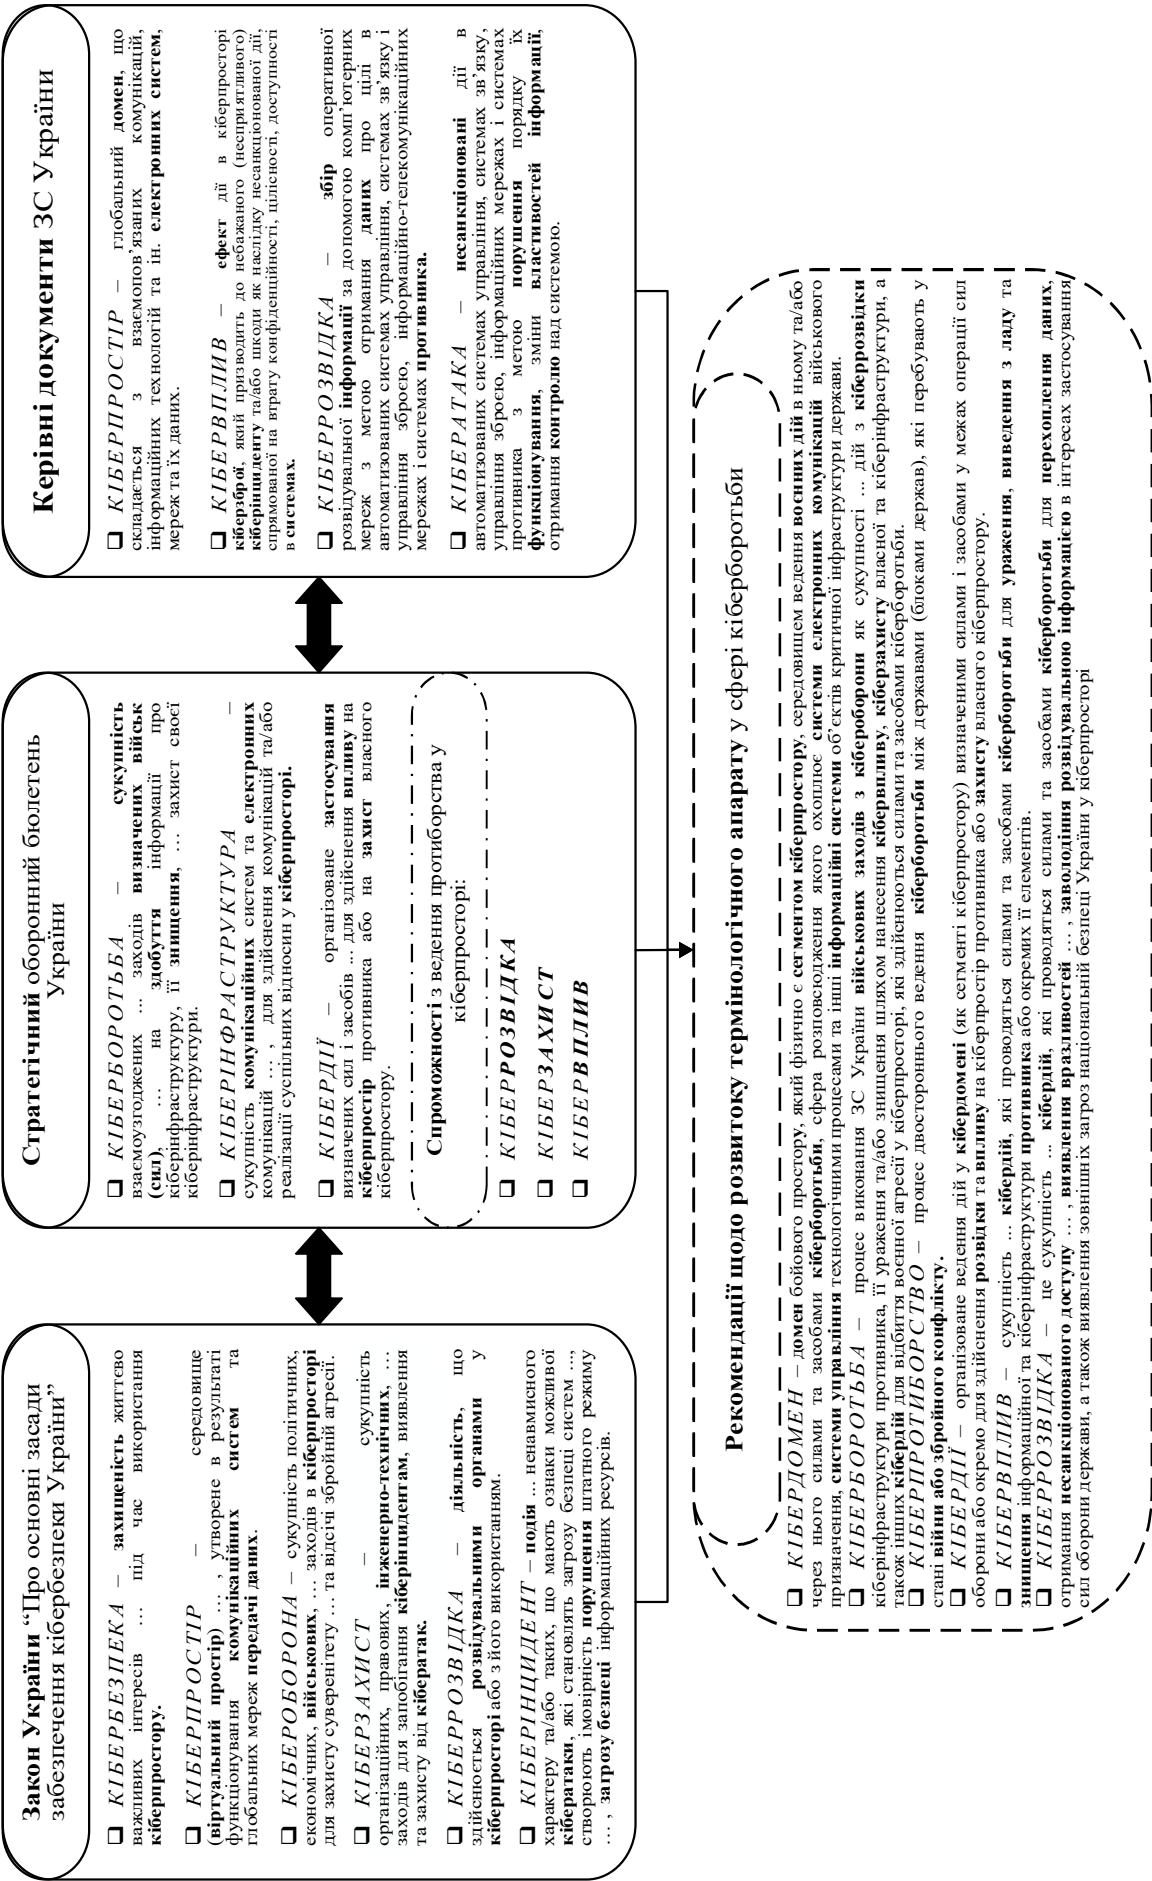 Закон України “Про основні засади
забезпечення кібербезпеки України”
❑ КІБЕРБЕЗПЕКА – захищеність життєво
важливих інтересів … під час використання
кіберпростору.
❑ КІБЕРПРОСТІР – середовище
(віртуальний простір) … , утворене в результаті
функціонування комунікаційних систем та
глобальних мереж передачі даних.
❑ КІБЕРОБОРОНА – сукупність політичних,
економічних, військових, … заходів в кіберпросторі
для захисту суверенітету … та відсічі збройній агресії.
❑ КІБЕРЗАХИСТ – сукупність
організаційних, правових, інженерно-технічних, …
заходів для запобігання кіберінцидентам, виявлення
та захисту від кібератак.
❑ КІБЕРРОЗВІДКА – діяльність, що
здійснюється розвідувальними органами у
кіберпросторі або з його використанням.
❑ КІБЕРІНЦИДЕНТ – подія ... ненавмисного
характеру та/або таких, що мають ознаки можливої
кібератаки, які становлять загрозу безпеці систем ...,
створюють імовірність порушення штатного режиму
… , загрозу безпеці інформаційних ресурсів.
Стратегічний оборонний бюлетень
України
❑ КІБЕРБОРОТЬБА – сукупність
взаємоузгоджених ... заходів визначених військ
(сил), … на здобуття інформації про
кіберінфраструктуру, її знищення, … захист своєї
кіберінфраструктури.
❑ КІБЕРІНФРАСТРУКТУРА –
сукупність комунікаційних систем та електронних
комунікацій … , для здійснення комунікацій та/або
реалізації суспільних відносин у кіберпросторі.
❑ КІБЕРДІЇ – організоване застосування
визначених сил і засобів ... для здійснення впливу на
кіберпростір противника або на захист власного
кіберпростору.
Спроможності з ведення протиборства у
кіберпросторі:
❑ КІБЕРРОЗВІДКА
❑ КІБЕРЗАХИСТ
❑ КІБЕРВПЛИВ
Керівні документи ЗС України
❑ КІБЕРПРОСТІР – глобальний домен, що
складається з взаємопов’язаних комунікацій,
інформаційних технологій та ін. електронних систем,
мереж та їх даних.
❑ КІБЕРВПЛИВ – ефект дії в кіберпросторі
кіберзброї, який призводить до небажаного (несприятливого)
кіберінциденту та/або шкоди як наслідку несанкціонованої дії,
спрямованої на втрату конфіденційності, цілісності, доступності
в системах.
❑ КІБЕРРОЗВІДКА – збір оперативної
розвідувальної інформації за допомогою комп’ютерних
мереж з метою отримання даних про цілі в
автоматизованих системах управління, системах зв’язку і
управління зброєю, інформаційно-телекомунікаційних
мережах і системах противника.
❑ КІБЕРАТАКА – несанкціоновані дії в
автоматизованих системах управління, системах зв’язку,
управління зброєю, інформаційних мережах і системах
противника з метою порушення порядку їх
функціонування, зміни властивостей інформації,
отримання контролю над системою.
Рекомендації щодо розвитоку термінологічного апарату у сфері кіберборотьби
❑ КІБЕРДОМЕН – домен бойового простору, який фізично є сегментом кіберпростору, середовищем ведення воєнних дій в ньому та/або
через нього силами та засобами кіберборотьби, сфера розповсюдження якого охоплює системи електронних комунікацій військового
призначення, системи управління технологічними процесами та інші інформаційні системи об’єктів критичної інфраструктури держави.
❑ КІБЕРБОРОТЬБА – процес виконання ЗС України військових заходів з кібероборони як сукупності … дій з кіберрозвідки
кіберінфраструктури противника, її ураження та/або знищення шляхом нанесення кібервпливу, кіберзахисту власної та кіберінфраструктури, а
також інших кібердій для відбиття воєнної агресії у кіберпросторі, які здійснюються силами та засобами кіберборотьби.
❑ КІБЕРПРОТИБОРСТВО – процес двостороннього ведення кібероботьби між державами (блоками держав), які перебувають у
стані війни або збройного конфлікту.
❑ КІБЕРДІЇ – організоване ведення дій у кібердомені (як сегменті кіберпростору) визначеними силами і засобами у межах операції сил
оборони або окремо для здійснення розвідки та впливу на кіберпростір противника або захисту власного кіберпростору.
❑ КІБЕРВПЛИВ – сукупність ... кібердій, які проводяться силами та засобами кіберборотьби для ураження, виведення з ладу та
знищення інформаційної та кіберінфраструктури противника або окремих її елементів.
❑ КІБЕРРОЗВІДКА – це сукупність ... кібердій, які проводяться силами та засобами кібероротьби для перехоплення даних,
отримання несанкціонованого доступу … , виявлення вразливостей … , заволодіння розвідувальною інформацією в інтересах застосування
сил оборони держави, а також виявлення зовнішніх загроз національній безпеці України у кіберпросторі